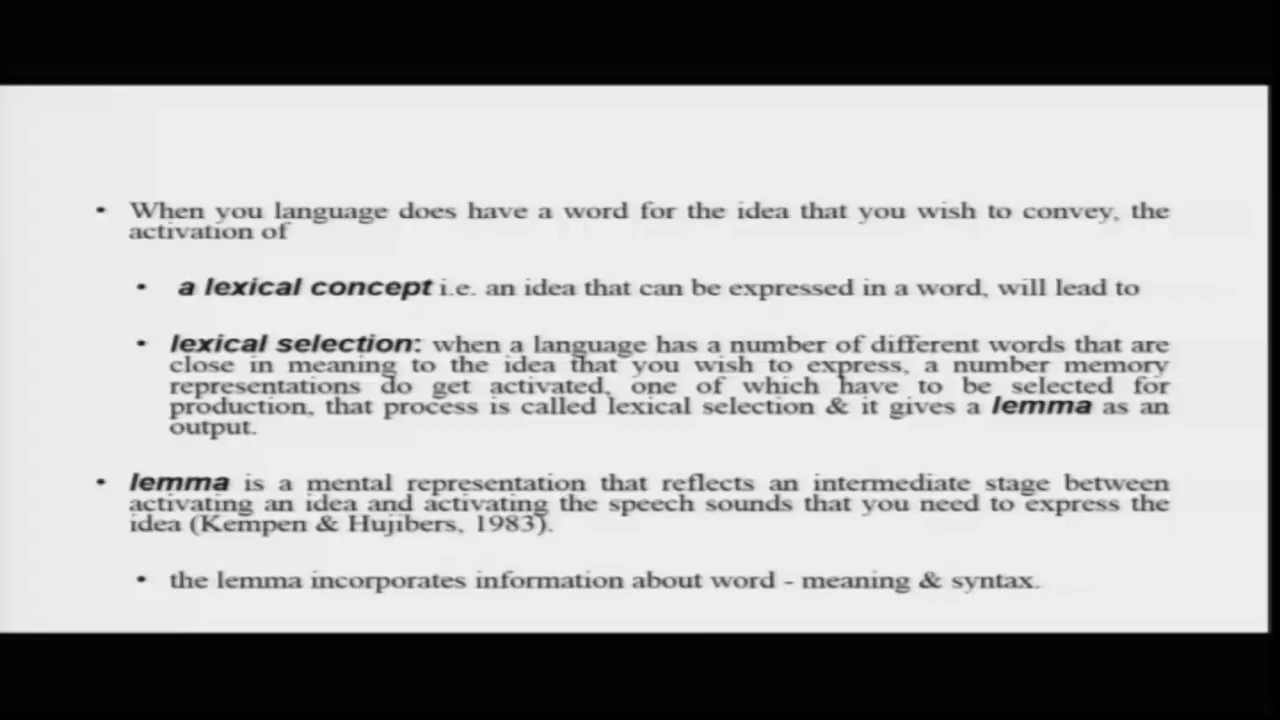 • When you language does have a word for the idea that you wish to convey, the
activation of
• a lexical concept i.e. an idea that can be expressed in a word, will lead to
• lexical selection: when a language has a number of different words that are
close in meaning to the idea that you wish to express, a number memory
representations do get activated, one of which have to be selected for
production, that process is called lexical selection & it gives a lemma as an
output.
• lemma is a mental representation that reflects an intermediate stage between
activating an idea and activating the speech sounds that you need to express the
idea (Kempen & Hujibers, 1983).
• the lemma incorporates information about word - meaning & syntax.